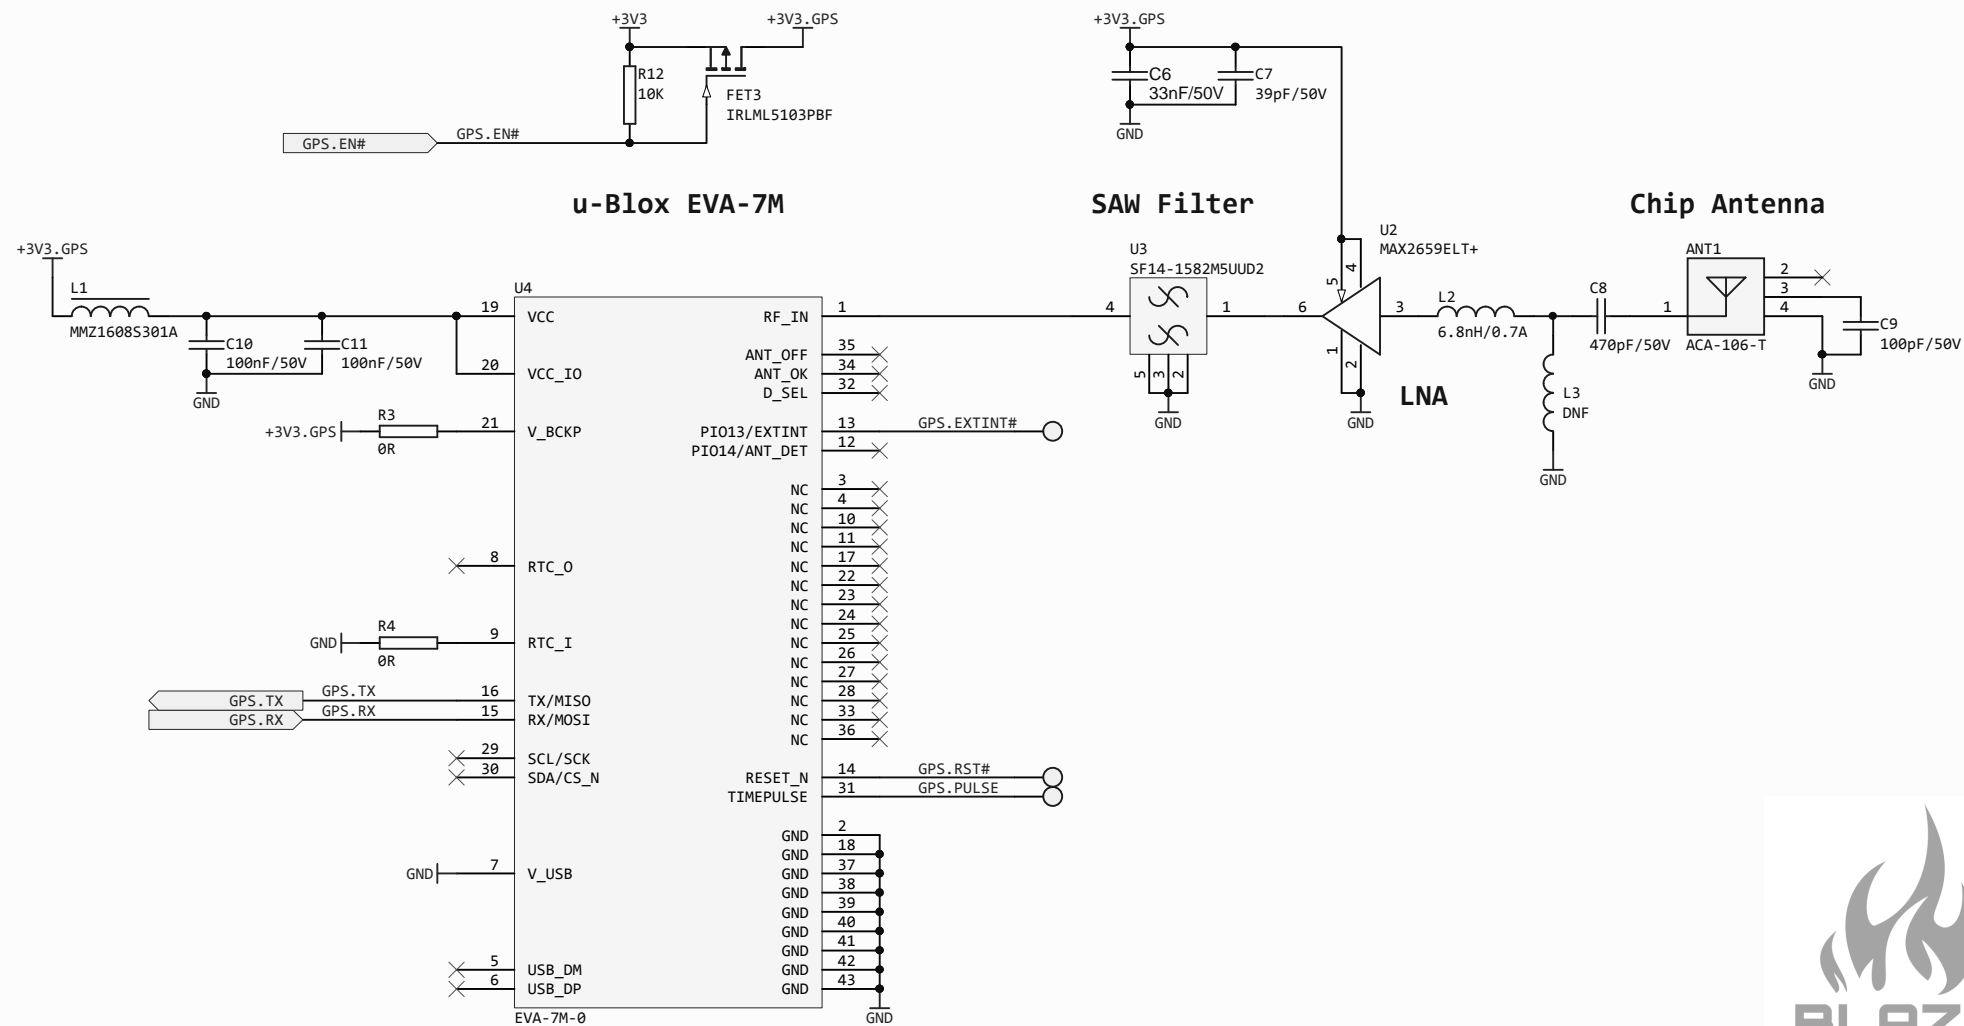 +3V3
+3V3.GPS
+3V3.GPS
R12
10K
FET3
IRLML5103PBF
C6
33nF/50V
C7
39pF/50V
GND
GPS.EN#
GPS.EN#
u-Blox EVA-7M
SAW Filter
Chip Antenna
+3V3.GPS
L1
MMZ1608S301A
C10
100nF/50V
C11
100nF/50V
GND
+3V3.GPS
R3
0R
GND
R4
0R
GPS.TX
GPS.TX
GPS.RX
GPS.RX
GND
U4
19 VCC
20 VCC_IO
21 V_BCKP
8 RTC_O
9 RTC_I
16 TX/MISO
15 RX/MOSI
29 SCL/SCK
30 SDA/CS_N
7 V_USB
5 USB_DM
6 USB_DP
EVA-7M-0
RF_IN 1
ANT_OFF 35
ANT_OK 34
D_SEL 32
PIO13/EXTINT 13 GPS.EXTINT#
PIO14/ANT_DET 12
NC 3
NC 4
NC 10
NC 11
NC 17
NC 22
NC 23
NC 24
NC 25
NC 26
NC 27
NC 28
NC 33
NC 36
RESET_N 14 GPS.RST#
TIMEPULSE 31 GPS.PULSE
GND 2
GND 18
GND 37
GND 38
GND 39
GND 40
GND 41
GND 42
GND 43
GND
U3
SF14-1582M5UUD2
4
1
5
3
2
GND
U2
MAX2659ELT+
5
4
6
3
1
2
LNA
GND
L2
6.8nH/0.7A
L3
DNF
GND
C8
470pF/50V
ANT1
1
2
3
4
ACA-106-T
C9
100pF/50V
GND